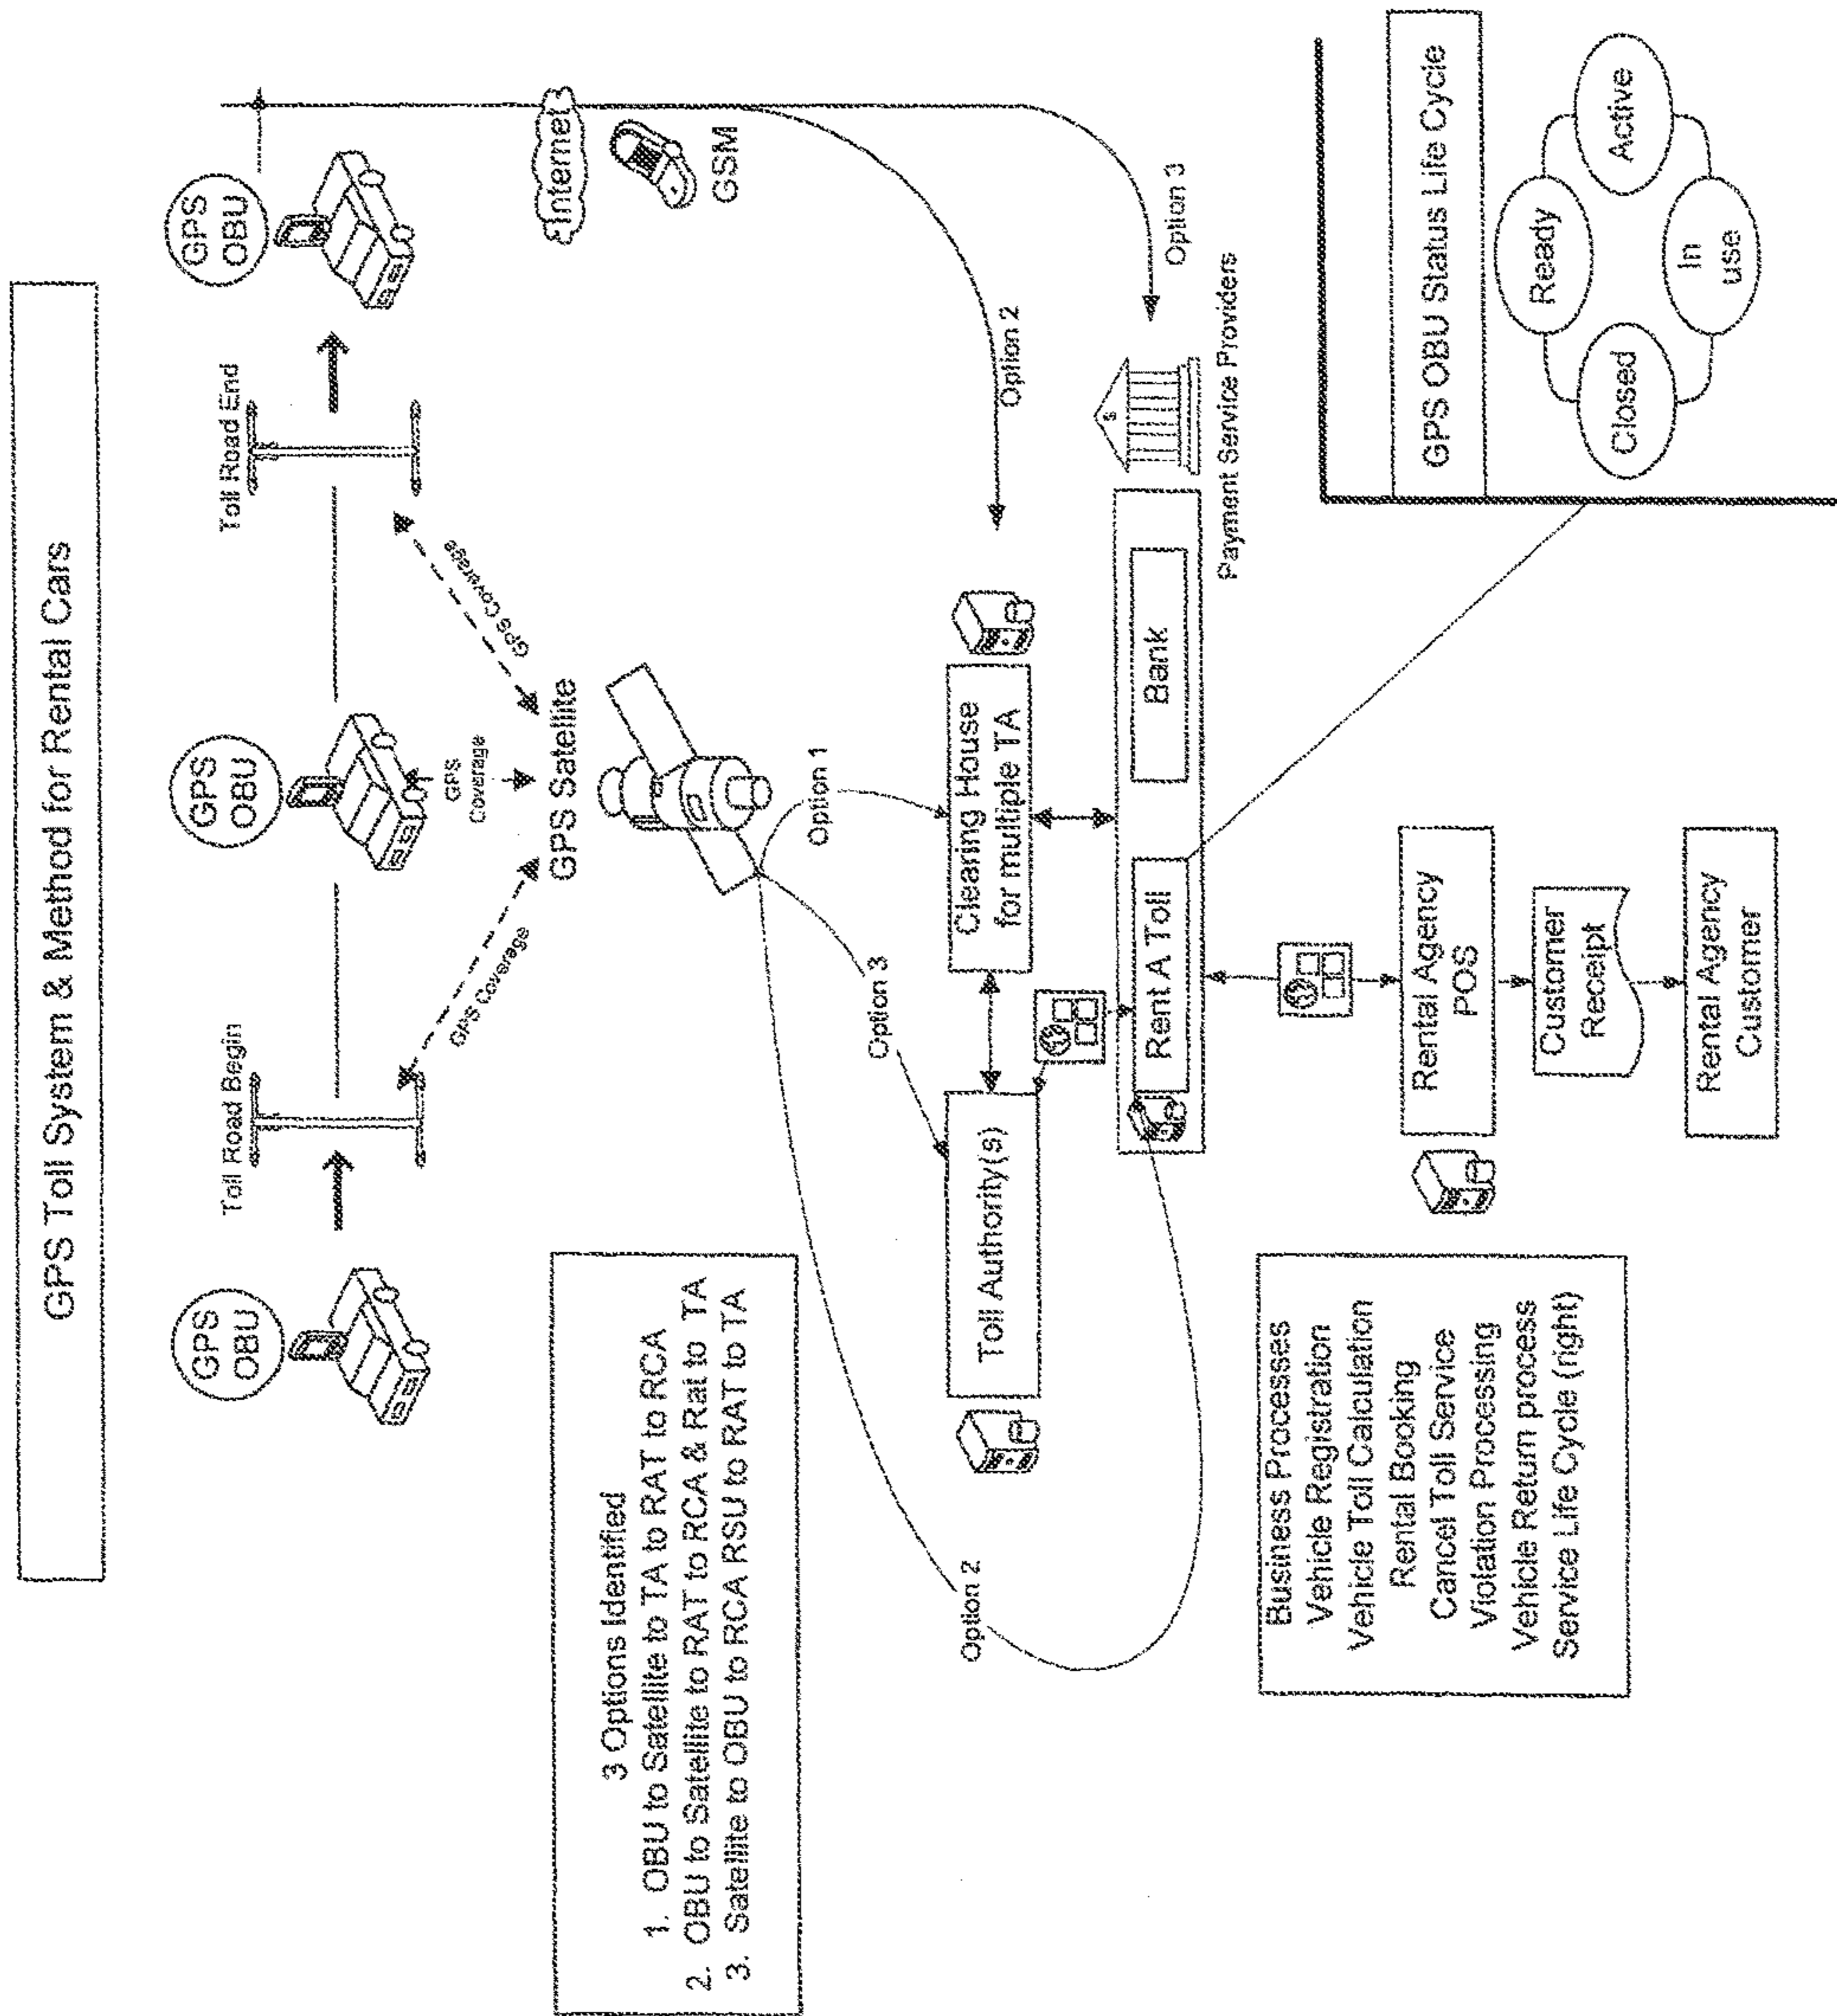 GPS Toll System & Method for Rental Cars
GPS
OBU
Toll Road Begin
GPS
OBU
Toll Road End
GPS
OBU
GPS Coverage
GPS
Coverage
GPS Coverage
GPS Satellite
Internet
GSM
3 Options Identified
1. OBU to Satellite to TA to RAT to RCA
2. OBU to Satellite to RAT to RCA & Rat to TA
3. Satellite to OBU to RCA RSU to RAT to TA
Option 1
Option 3
Option 2
Option 2
Option 3
Toll Authority(s)
Clearing House
for multiple TA
Rent A Toll
Bank
$
Payment Service Providers
Business Processes
Vehicle Registration
Vehicle Toll Calculation
Rental Booking
Cancel Toll Service
Violation Processing
Vehicle Return process
Service Life Cycle (right)
Rental Agency
POS
Customer
Receipt
Rental Agency
Customer
GPS OBU Status Life Cycle
Ready
Closed
Active
In
use